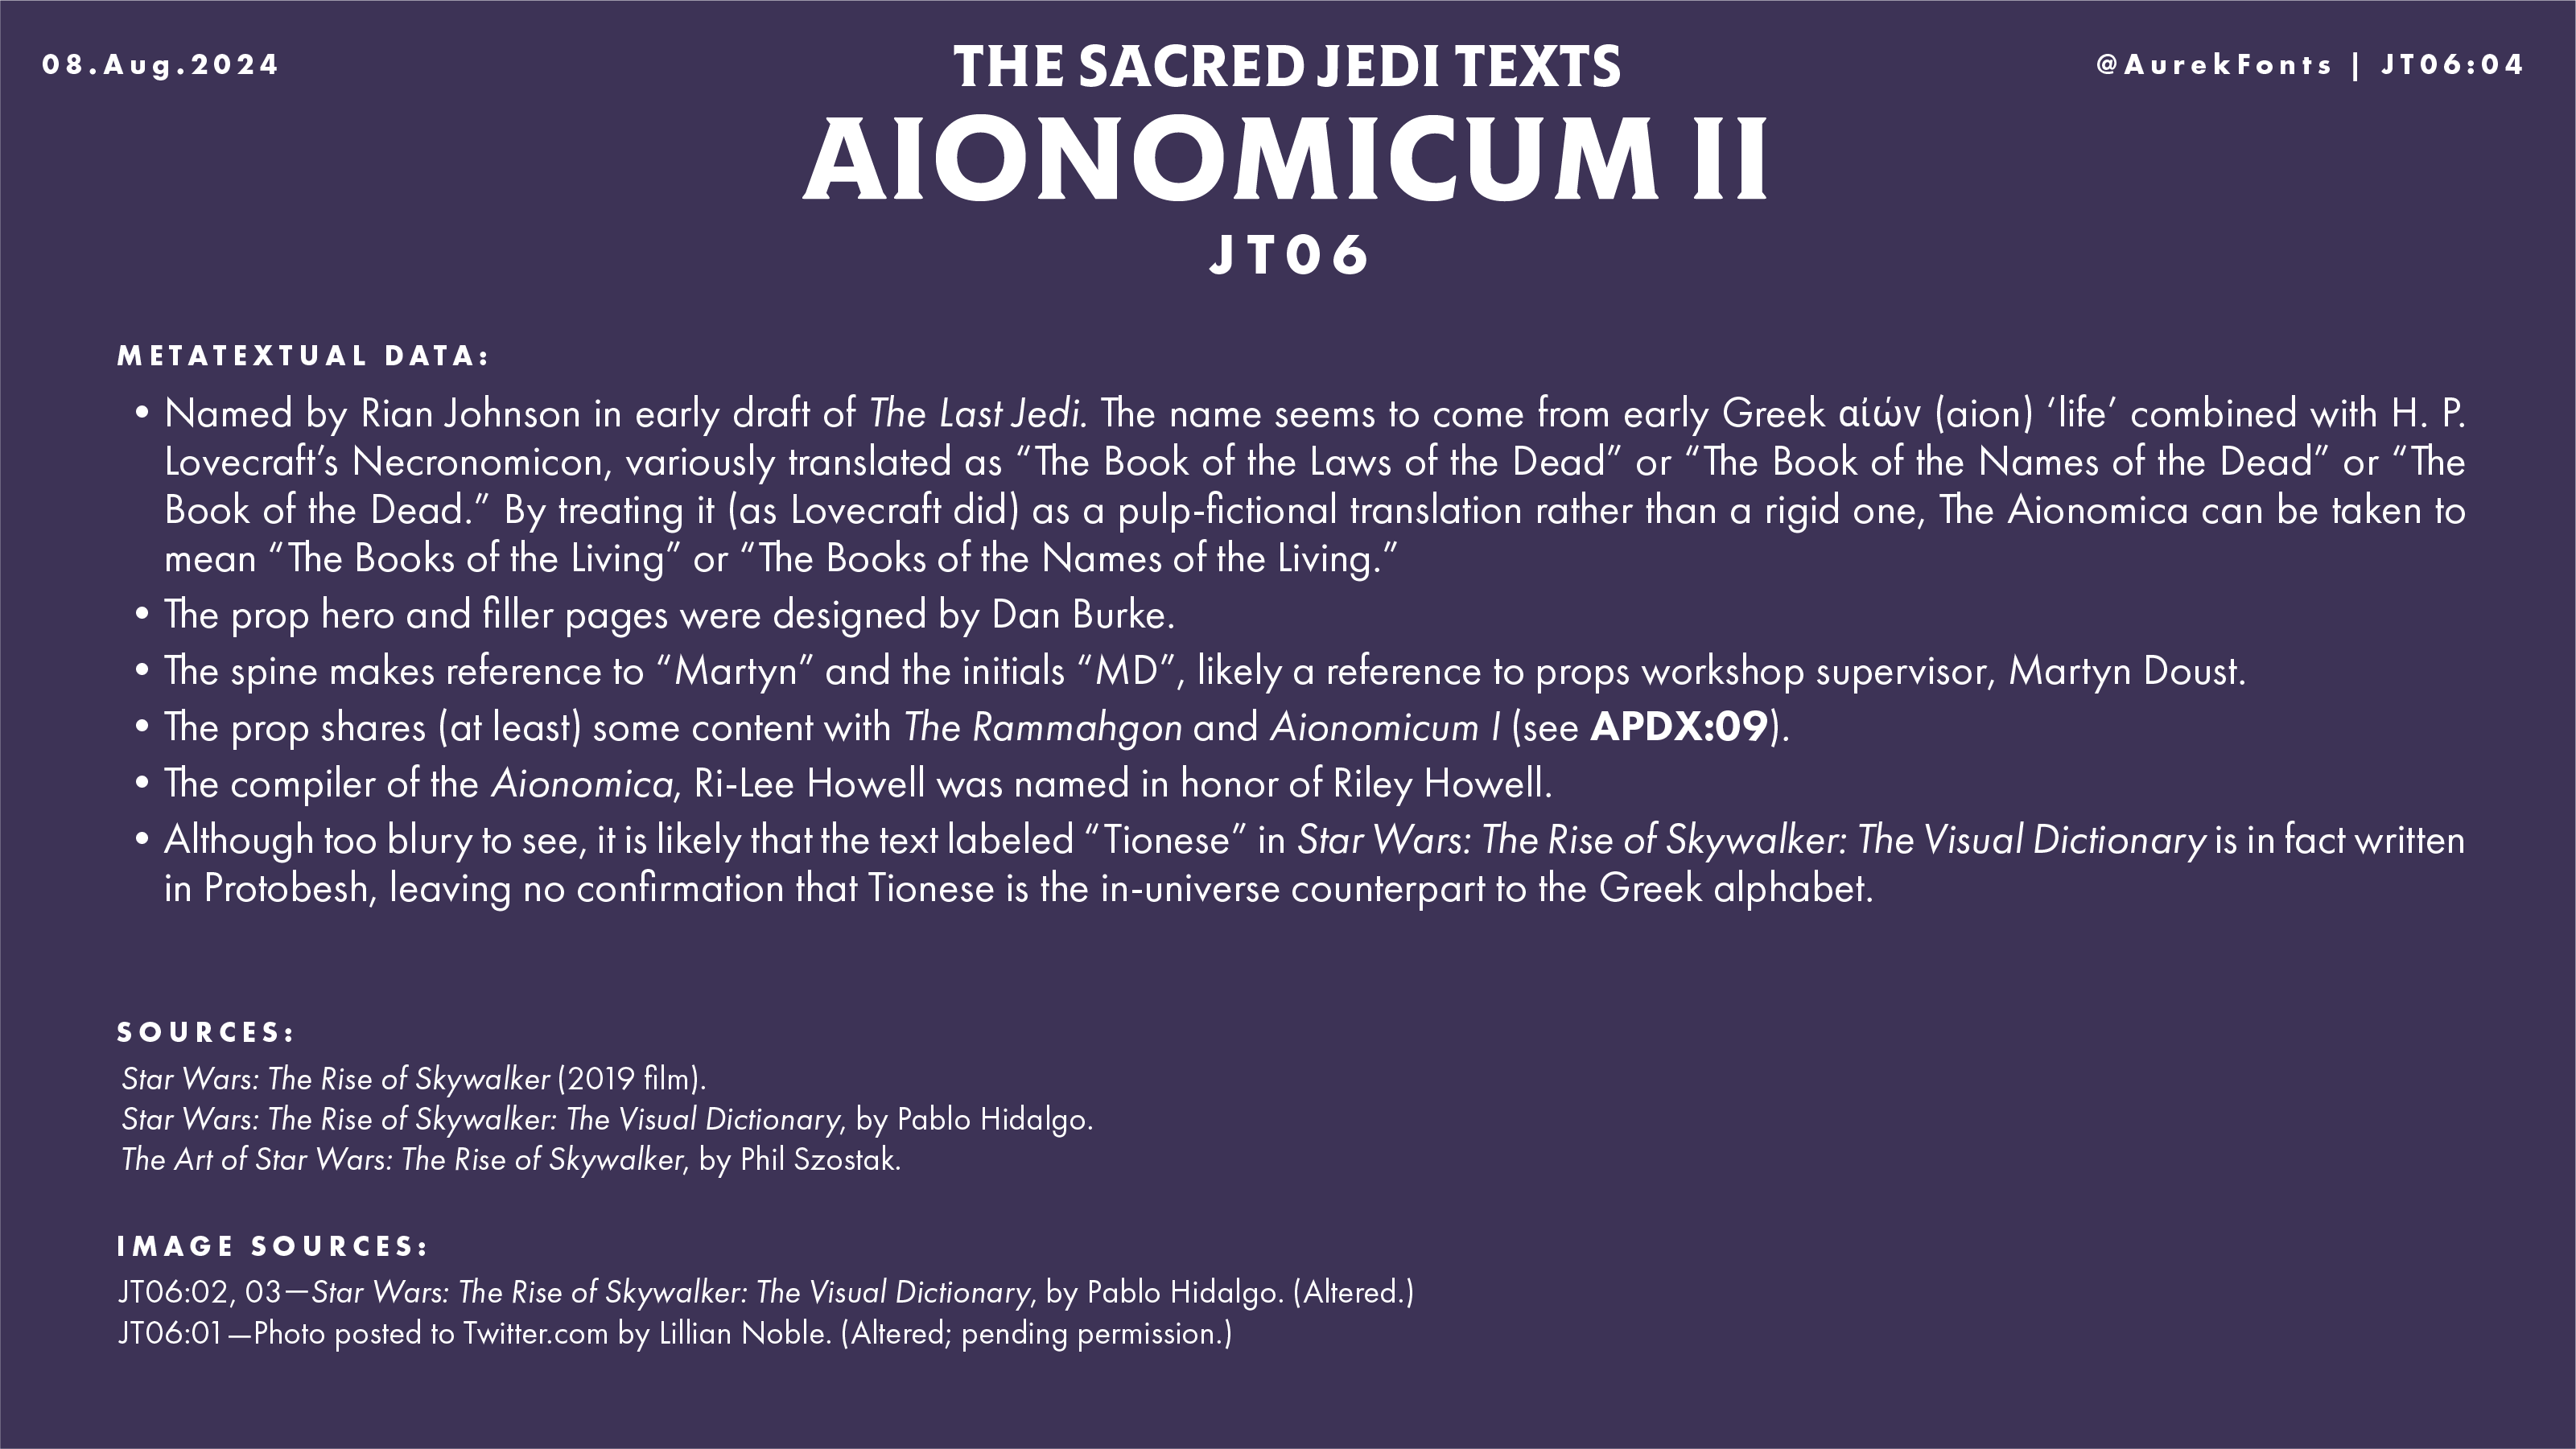 08.Aug.2024
THE SACRED JEDI TEXTS
@AurekFonts | JT06:04
AIONOMICUM II
JT06
METATEXTUAL DATA:
• Named by Rian Johnson in early draft of The Last Jedi. The name seems to come from early Greek αίών (aion) ‘life’ combined with H. P.
Lovecraft’s Necronomicon, variously translated as “The Book of the Laws of the Dead” or “The Book of the Names of the Dead” or “The
Book of the Dead.” By treating it (as Lovecraft did) as a pulp-fictional translation rather than a rigid one, The Aionomica can be taken to
mean “The Books of the Living” or “The Books of the Names of the Living.”
• The prop hero and filler pages were designed by Dan Burke.
• The spine makes reference to “Martyn” and the initials “MD”, likely a reference to props workshop supervisor, Martyn Doust.
• The prop shares (at least) some content with The Rammahgon and Aionomicum I (see APDX:09).
• The compiler of the Aionomica, Ri-Lee Howell was named in honor of Riley Howell.
• Although too blury to see, it is likely that the text labeled “Tionese” in Star Wars: The Rise of Skywalker: The Visual Dictionary is in fact written
in Protobesh, leaving no confirmation that Tionese is the in-universe counterpart to the Greek alphabet.
SOURCES:
Star Wars: The Rise of Skywalker (2019 film).
Star Wars: The Rise of Skywalker: The Visual Dictionary, by Pablo Hidalgo.
The Art of Star Wars: The Rise of Skywalker, by Phil Szostak.
IMAGE SOURCES:
JT06:02, 03—Star Wars: The Rise of Skywalker: The Visual Dictionary, by Pablo Hidalgo. (Altered.)
JT06:01—Photo posted to Twitter.com by Lillian Noble. (Altered; pending permission.)